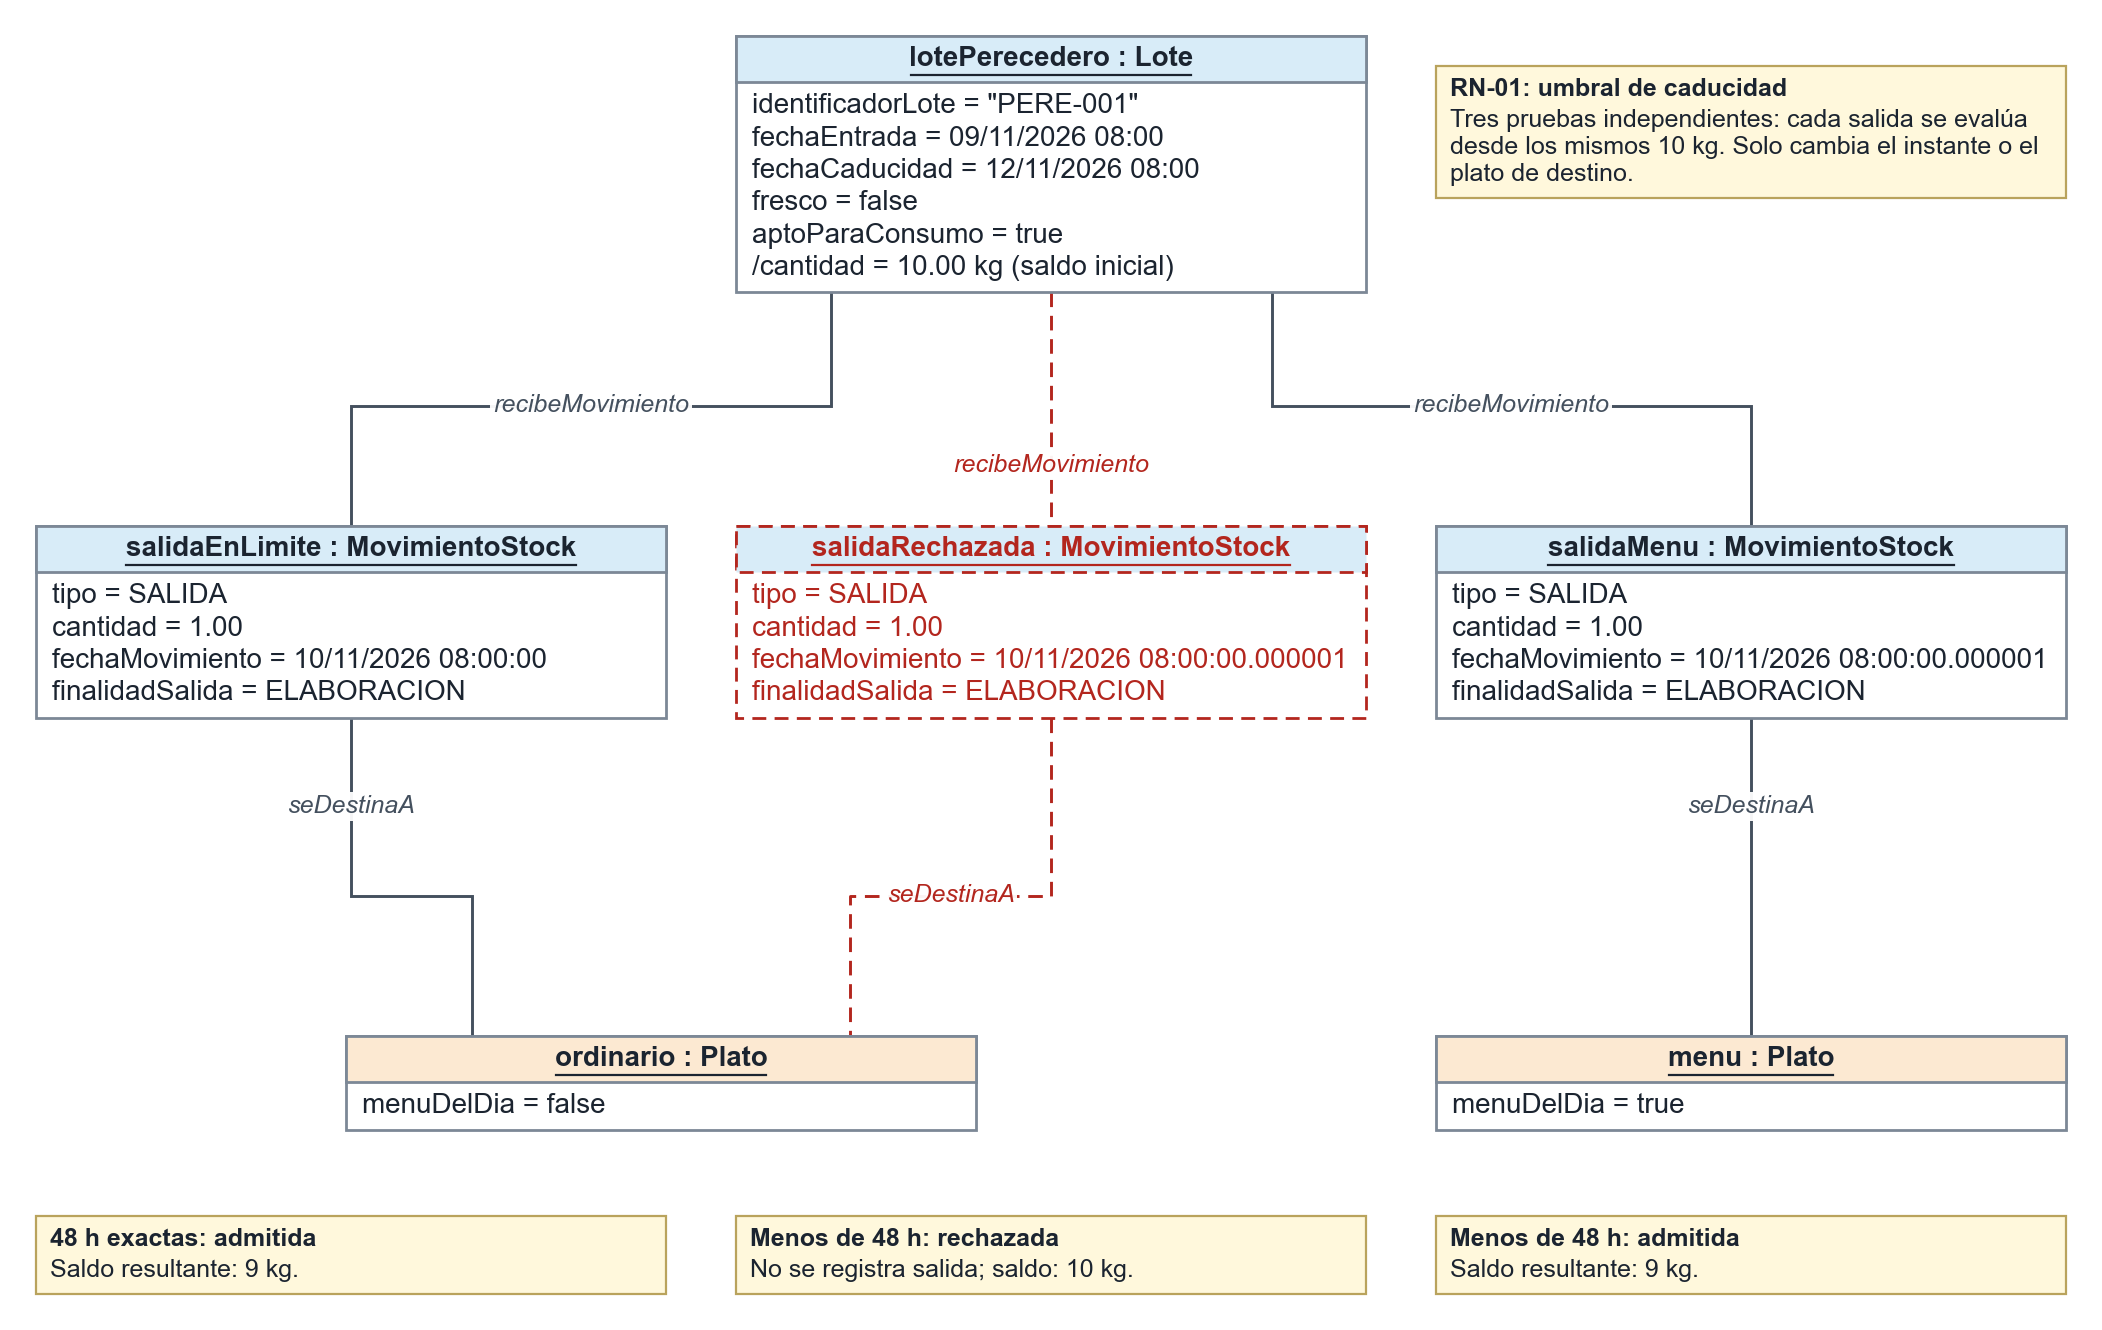 lotePerecedero : Lote
identificadorLote = "PERE-001"
fechaEntrada = 09/11/2026 08:00
fechaCaducidad = 12/11/2026 08:00
fresco = false
aptoParaConsumo = true
/cantidad = 10.00 kg (saldo inicial)
RN-01: umbral de caducidad
Tres pruebas independientes: cada salida se evalúa
desde los mismos 10 kg. Solo cambia el instante o el
plato de destino.
recibeMovimiento
recibeMovimiento
recibeMovimiento
salidaEnLimite : MovimientoStock
tipo = SALIDA
cantidad = 1.00
fechaMovimiento = 10/11/2026 08:00:00
finalidadSalida = ELABORACION
salidaRechazada : MovimientoStock
tipo = SALIDA
cantidad = 1.00
fechaMovimiento = 10/11/2026 08:00:00.000001
finalidadSalida = ELABORACION
salidaMenu : MovimientoStock
tipo = SALIDA
cantidad = 1.00
fechaMovimiento = 10/11/2026 08:00:00.000001
finalidadSalida = ELABORACION
seDestinaA
seDestinaA
seDestinaA
ordinario : Plato
menuDelDia = false
menu : Plato
menuDelDia = true
48 h exactas: admitida
Saldo resultante: 9 kg.
Menos de 48 h: rechazada
No se registra salida; saldo: 10 kg.
Menos de 48 h: admitida
Saldo resultante: 9 kg.